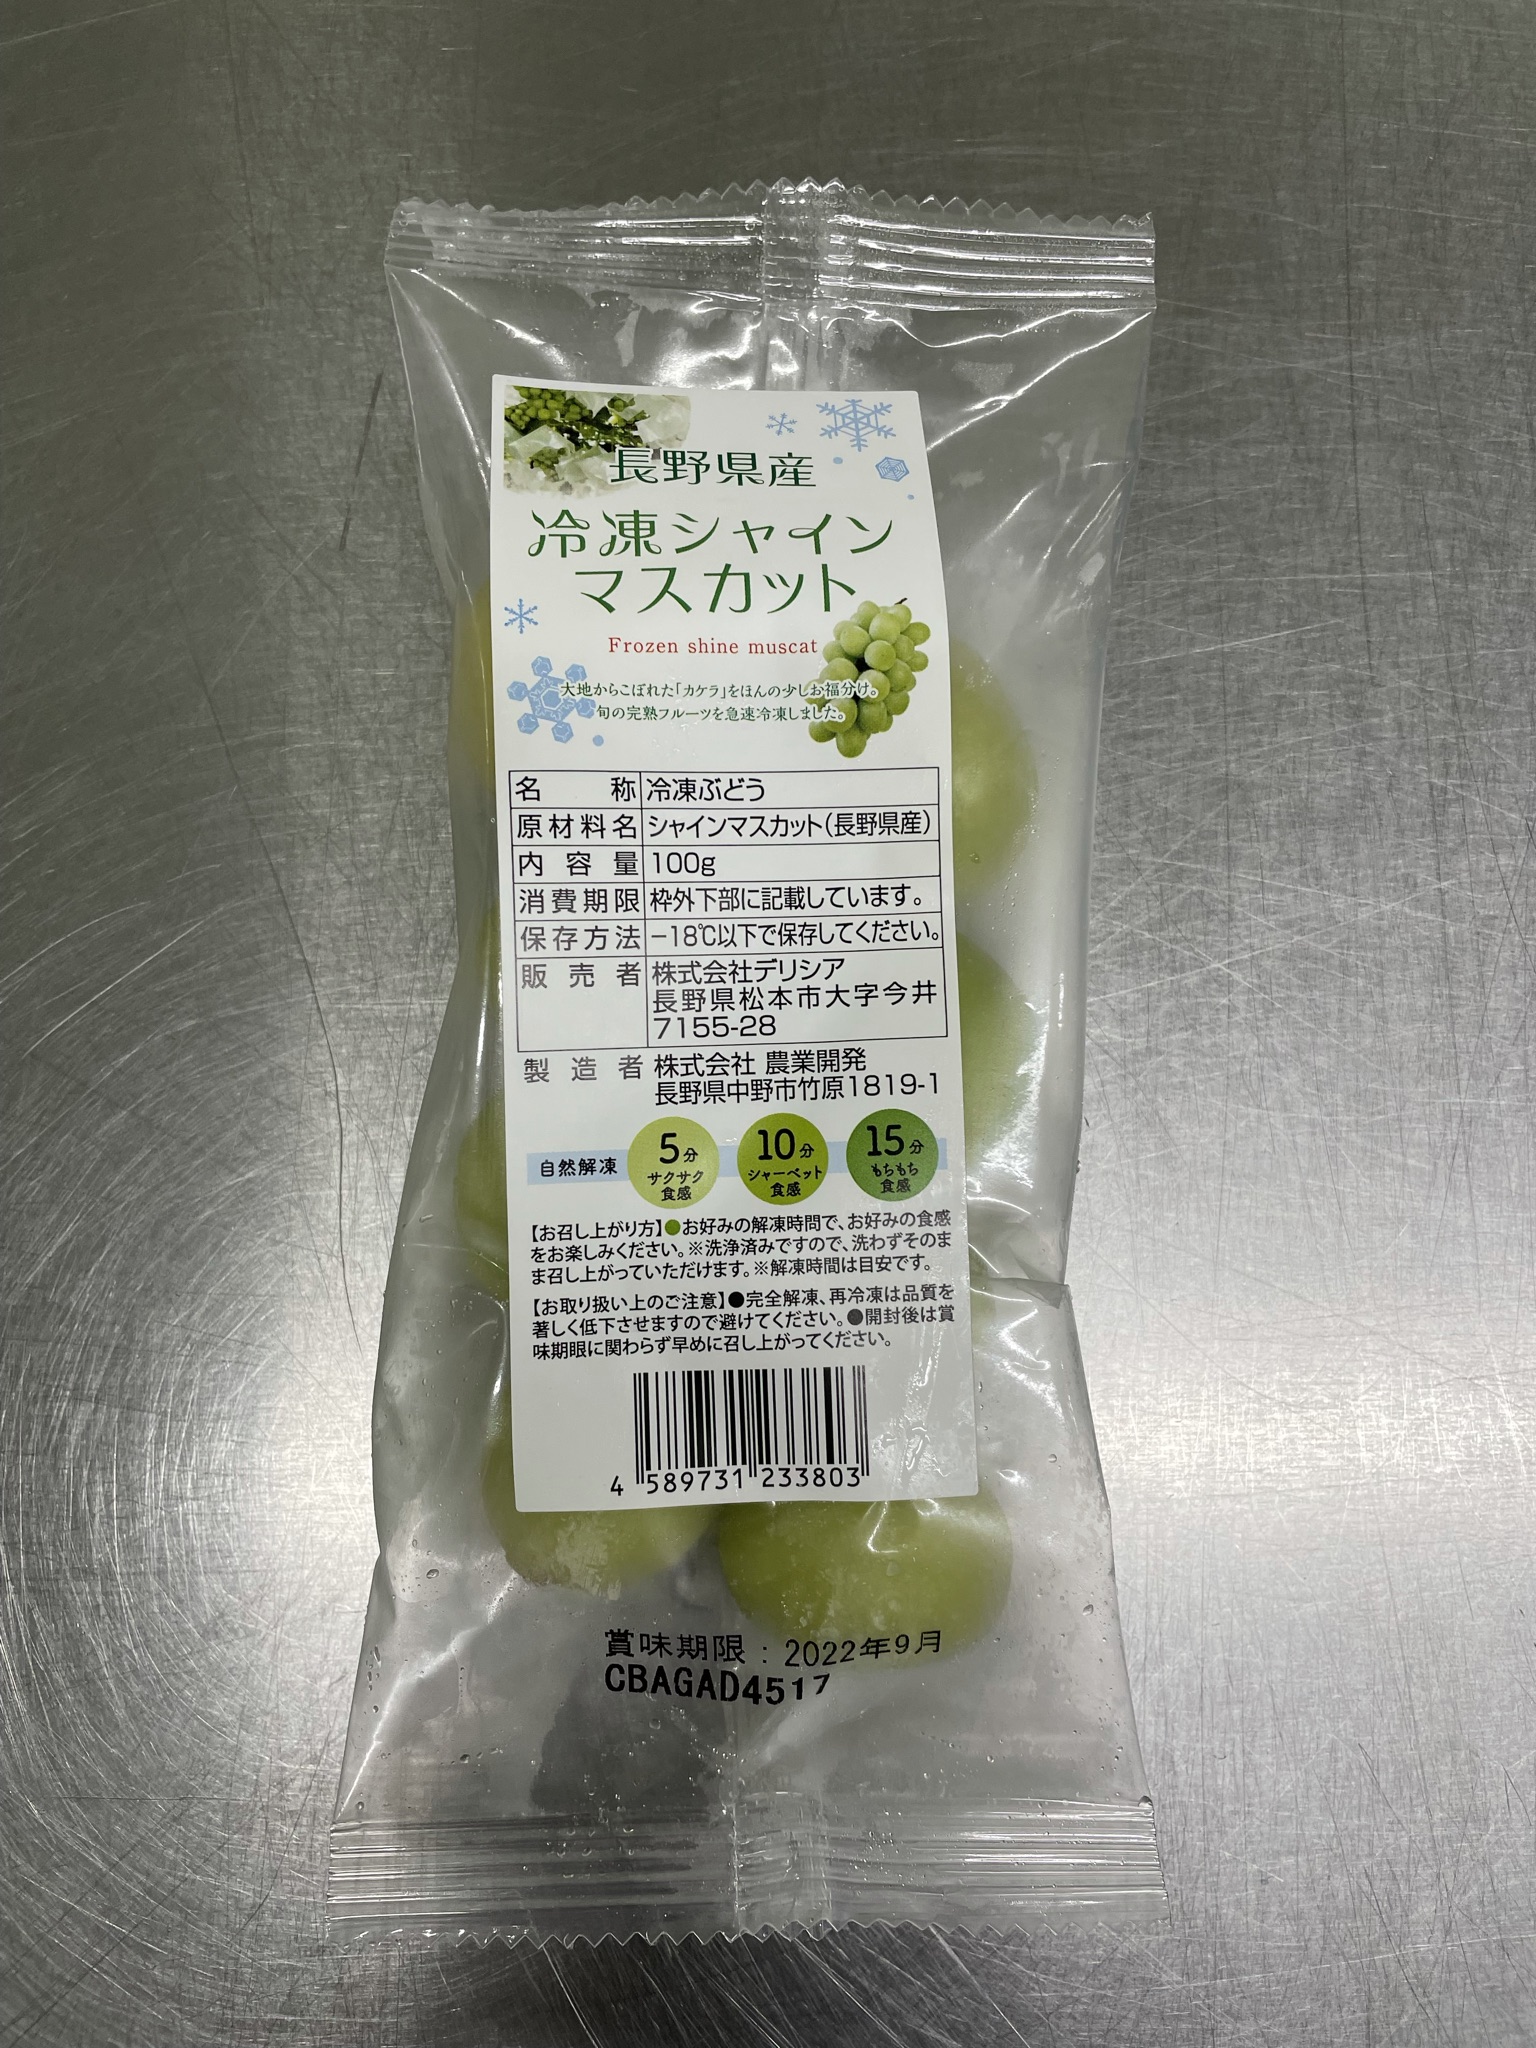 長野県産
冷凍シャイン
マスカット
Frozen shine muscat
大地からこぼれた「カケラ」をほんの少しお福分け。
旬の完熟フルーツを急速冷凍しました。
名称 冷凍ぶどう
原材料名 シャインマスカット(長野県産)
内容量 100g
消費期限 枠外下部に記載しています。
保存方法 −18℃以下で保存してください。
販売者 株式会社デリシア
長野県松本市大字今井
7155-28
製造者 株式会社 農業開発
長野県中野市竹原1819-1
自然解凍 5分 サクサク食感 10分 シャーベット食感 15分 もちもち食感
【お召し上がり方】●お好みの解凍時間で、お好みの食感
をお楽しみください。※洗浄済みですので、洗わずそのま
ま召し上がっていただけます。※解凍時間は目安です。
【お取り扱い上のご注意】●完全解凍、再冷凍は品質を
著しく低下させますので避けてください。●開封後は賞
味期眼に関わらず早めに召し上がってください。
4 589731 233803
賞味期限:2022年9月
CBAGAD4517